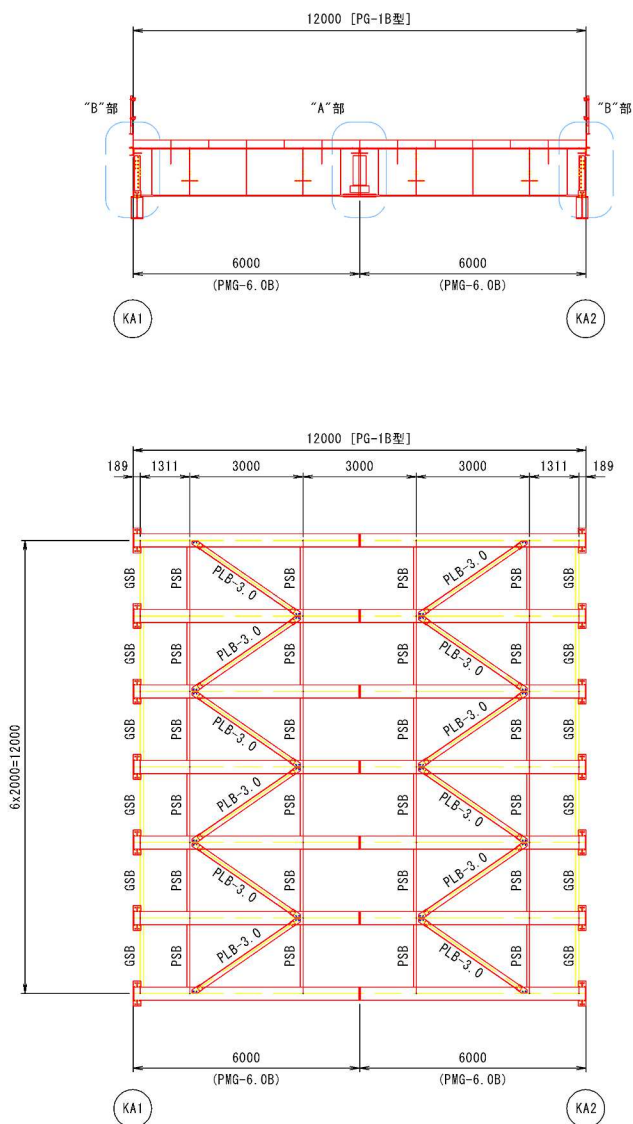 12000 [PG-1B型]
"B"部 "A"部 "B"部
6000 6000
(PMG-6.0B) (PMG-6.0B)
KA1 KA2
12000 [PG-1B型]
189 1311 3000 3000 3000 1311 189
GSB PSB PLB-3.0 PSB PSB PLB-3.0 PSB GSB
GSB PSB PLB-3.0 PSB PSB PLB-3.0 PSB GSB
GSB PSB PLB-3.0 PSB PSB PLB-3.0 PSB GSB
6x2000=12000
GSB PSB PLB-3.0 PSB PSB PLB-3.0 PSB GSB
GSB PSB PLB-3.0 PSB PSB PLB-3.0 PSB GSB
GSB PSB PLB-3.0 PSB PSB PLB-3.0 PSB GSB
6000 6000
(PMG-6.0B) (PMG-6.0B)
KA1 KA2